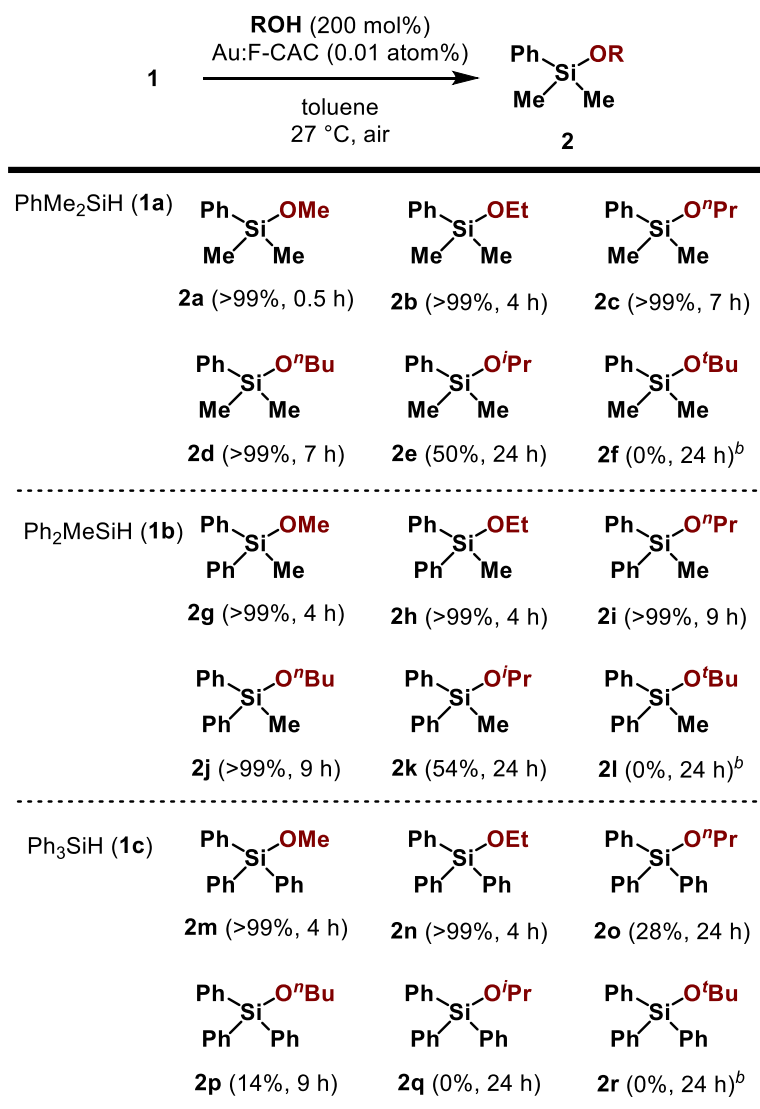 ROH (200 mol%)
1 Au:F-CAC (0.01 atom%)
toluene
27 °C, air
Ph OR
Si
Me Me
2
PhMe₂SiH (1a)
Ph OMe Ph OEt Ph OⁿPr
Si Si Si
Me Me Me Me Me Me
2a (>99%, 0.5 h) 2b (>99%, 4 h) 2c (>99%, 7 h)
Ph OⁿBu Ph OⁱPr Ph OᵗBu
Si Si Si
Me Me Me Me Me Me
2d (>99%, 7 h) 2e (50%, 24 h) 2f (0%, 24 h)ᵇ
Ph₂MeSiH (1b)
Ph OMe Ph OEt Ph OⁿPr
Si Si Si
Ph Me Ph Me Ph Me
2g (>99%, 4 h) 2h (>99%, 4 h) 2i (>99%, 9 h)
Ph OⁿBu Ph OⁱPr Ph OᵗBu
Si Si Si
Ph Me Ph Me Ph Me
2j (>99%, 9 h) 2k (54%, 24 h) 2l (0%, 24 h)ᵇ
Ph₃SiH (1c)
Ph OMe Ph OEt Ph OⁿPr
Si Si Si
Ph Ph Ph Ph Ph Ph
2m (>99%, 4 h) 2n (>99%, 4 h) 2o (28%, 24 h)
Ph OⁿBu Ph OⁱPr Ph OᵗBu
Si Si Si
Ph Ph Ph Ph Ph Ph
2p (14%, 9 h) 2q (0%, 24 h) 2r (0%, 24 h)ᵇ